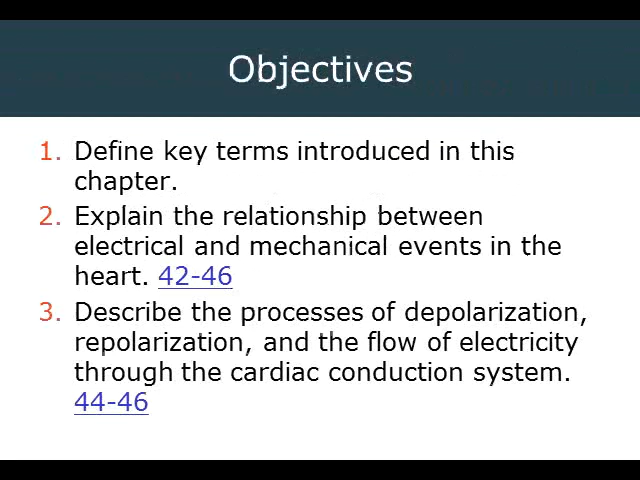 Objectives
1. Define key terms introduced in this
chapter.
2. Explain the relationship between
electrical and mechanical events in the
heart. 42-46
3. Describe the processes of depolarization,
repolarization, and the flow of electricity
through the cardiac conduction system.
44-46